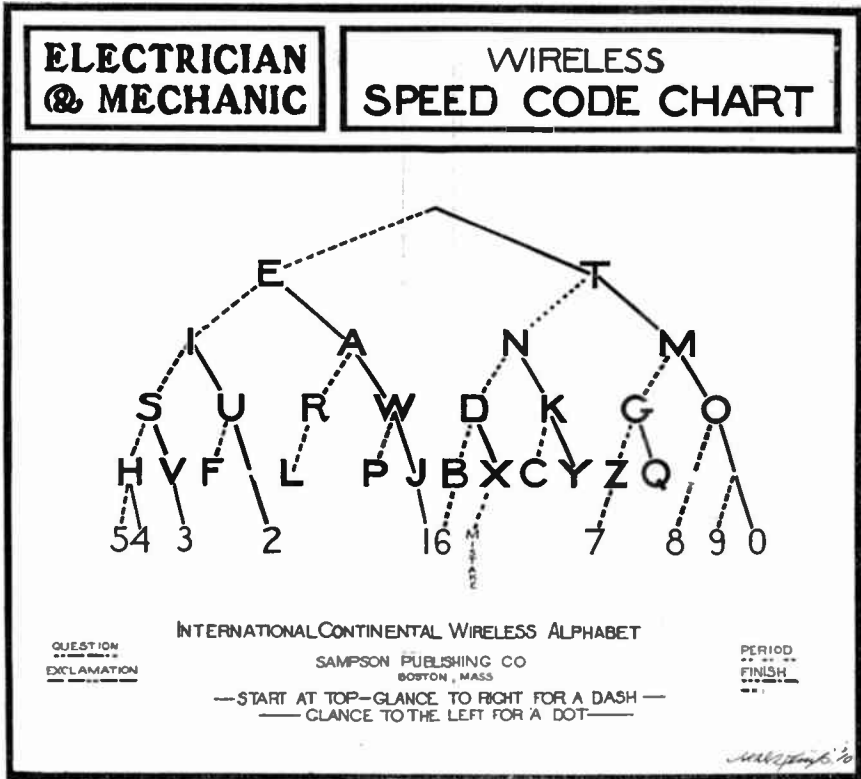 ELECTRICIAN
& MECHANIC
WIRELESS
SPEED CODE CHART
E T
I A N M
S U R W D K G O
H V F L P J B X C Y Z Q
5 4 3 2 1 6 MISTAKE 7 8 9 0
INTERNATIONAL CONTINENTAL WIRELESS ALPHABET
QUESTION
EXCLAMATION
SAMPSON PUBLISHING CO
BOSTON, MASS
PERIOD
FINISH
—START AT TOP—GLANCE TO RIGHT FOR A DASH—
—GLANCE TO THE LEFT FOR A DOT—